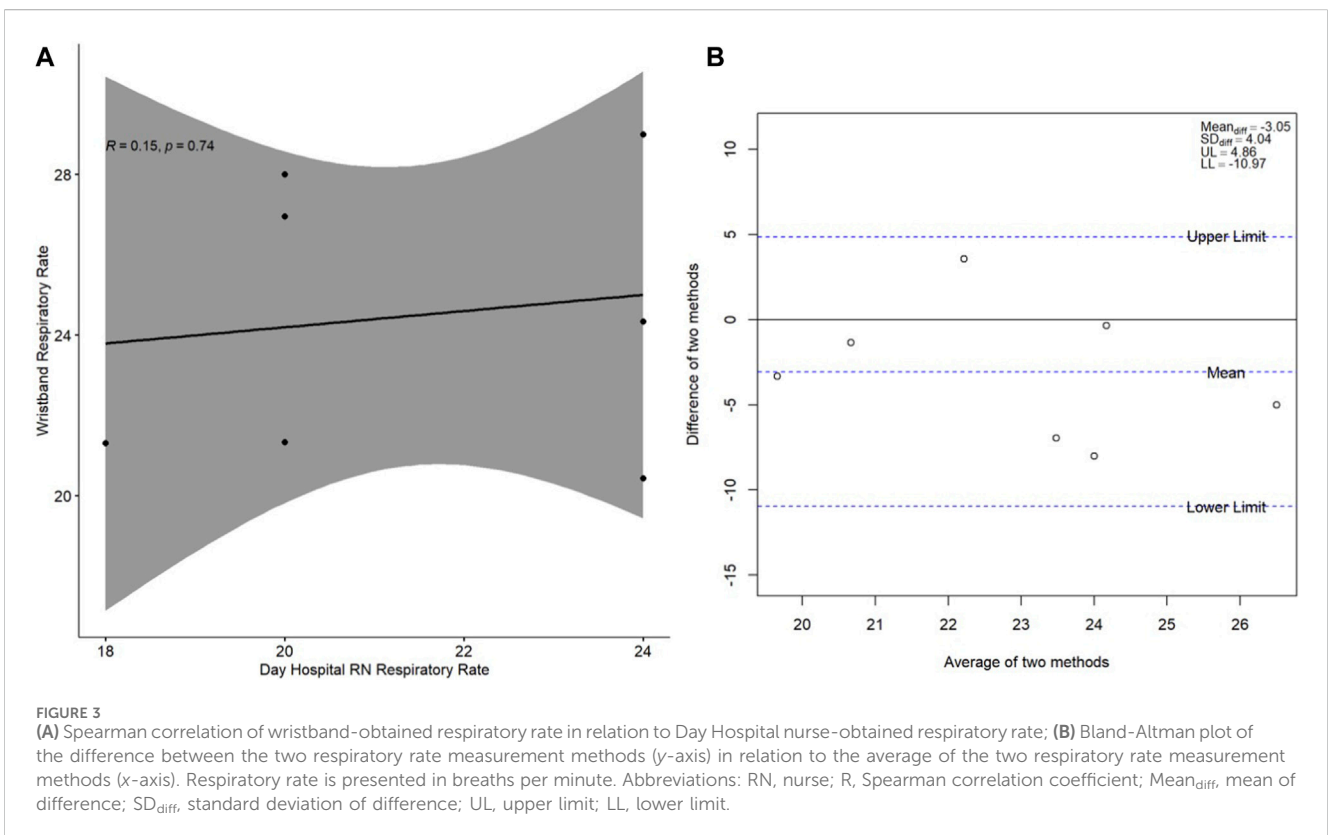 A
R = 0.15, p = 0.74
28
24
20
Wristband Respiratory Rate
18
20
22
24
Day Hospital RN Respiratory Rate
B
Meandiff = -3.05
SDdiff = 4.04
UL = 4.86
LL = -10.97
10
5
0
-5
-10
-15
Difference of two methods
Upper Limit
Mean
Lower Limit
20
21
22
23
24
25
26
Average of two methods
FIGURE 3
(A) Spearman correlation of wristband-obtained respiratory rate in relation to Day Hospital nurse-obtained respiratory rate; (B) Bland-Altman plot of
the difference between the two respiratory rate measurement methods (y-axis) in relation to the average of the two respiratory rate measurement
methods (x-axis). Respiratory rate is presented in breaths per minute. Abbreviations: RN, nurse; R, Spearman correlation coefficient; Meandiff, mean of
difference; SDdiff, standard deviation of difference; UL, upper limit; LL, lower limit.